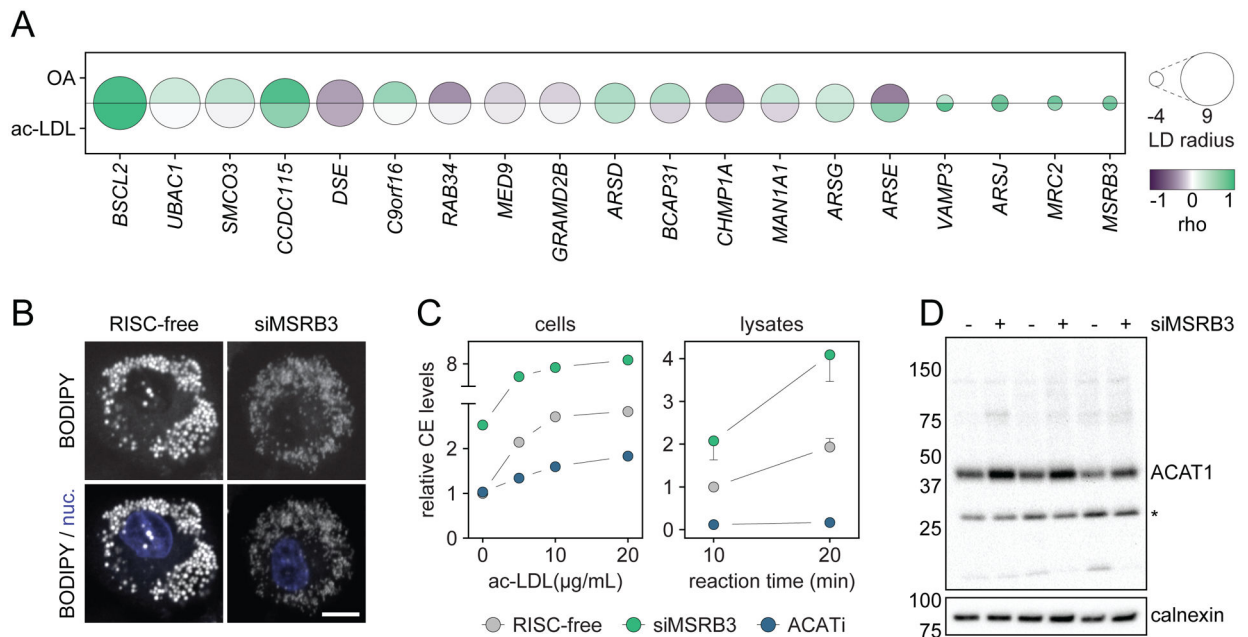 A
OA
ac-LDL
BSCL2
UBAC1
SMCO3
CCDC115
DSE
C9orf16
RAB34
MED9
GRAMD2B
ARSD
BCAP31
CHMP1A
MAN1A1
ARSG
ARSE
VAMP3
ARSJ
MRC2
MSRB3
-4 9
LD radius
-1 0 1
rho
B
RISC-free siMSRB3
BODIPY
BODIPY / nuc.
C
cells lysates
relative CE levels
8
2
1
0 10 20
ac-LDL(µg/mL)
4
3
2
1
0
10 20
reaction time (min)
RISC-free siMSRB3 ACATi
D
- + - + - + siMSRB3
150
75
50
37
25
ACAT1
*
100
75
calnexin